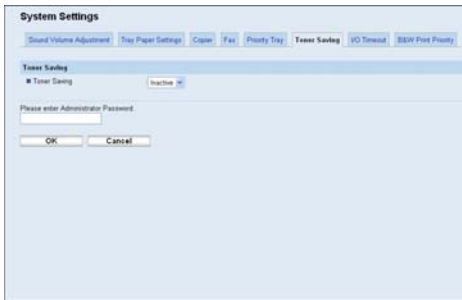 System Settings
Sound Volume Adjustment Tray Paper Settings Copier Fax Priority Tray Toner Saving I/O Timeout B&W Print Priority
Toner Saving
Toner Saving Inactive
Please enter Administrator Password.
OK Cancel